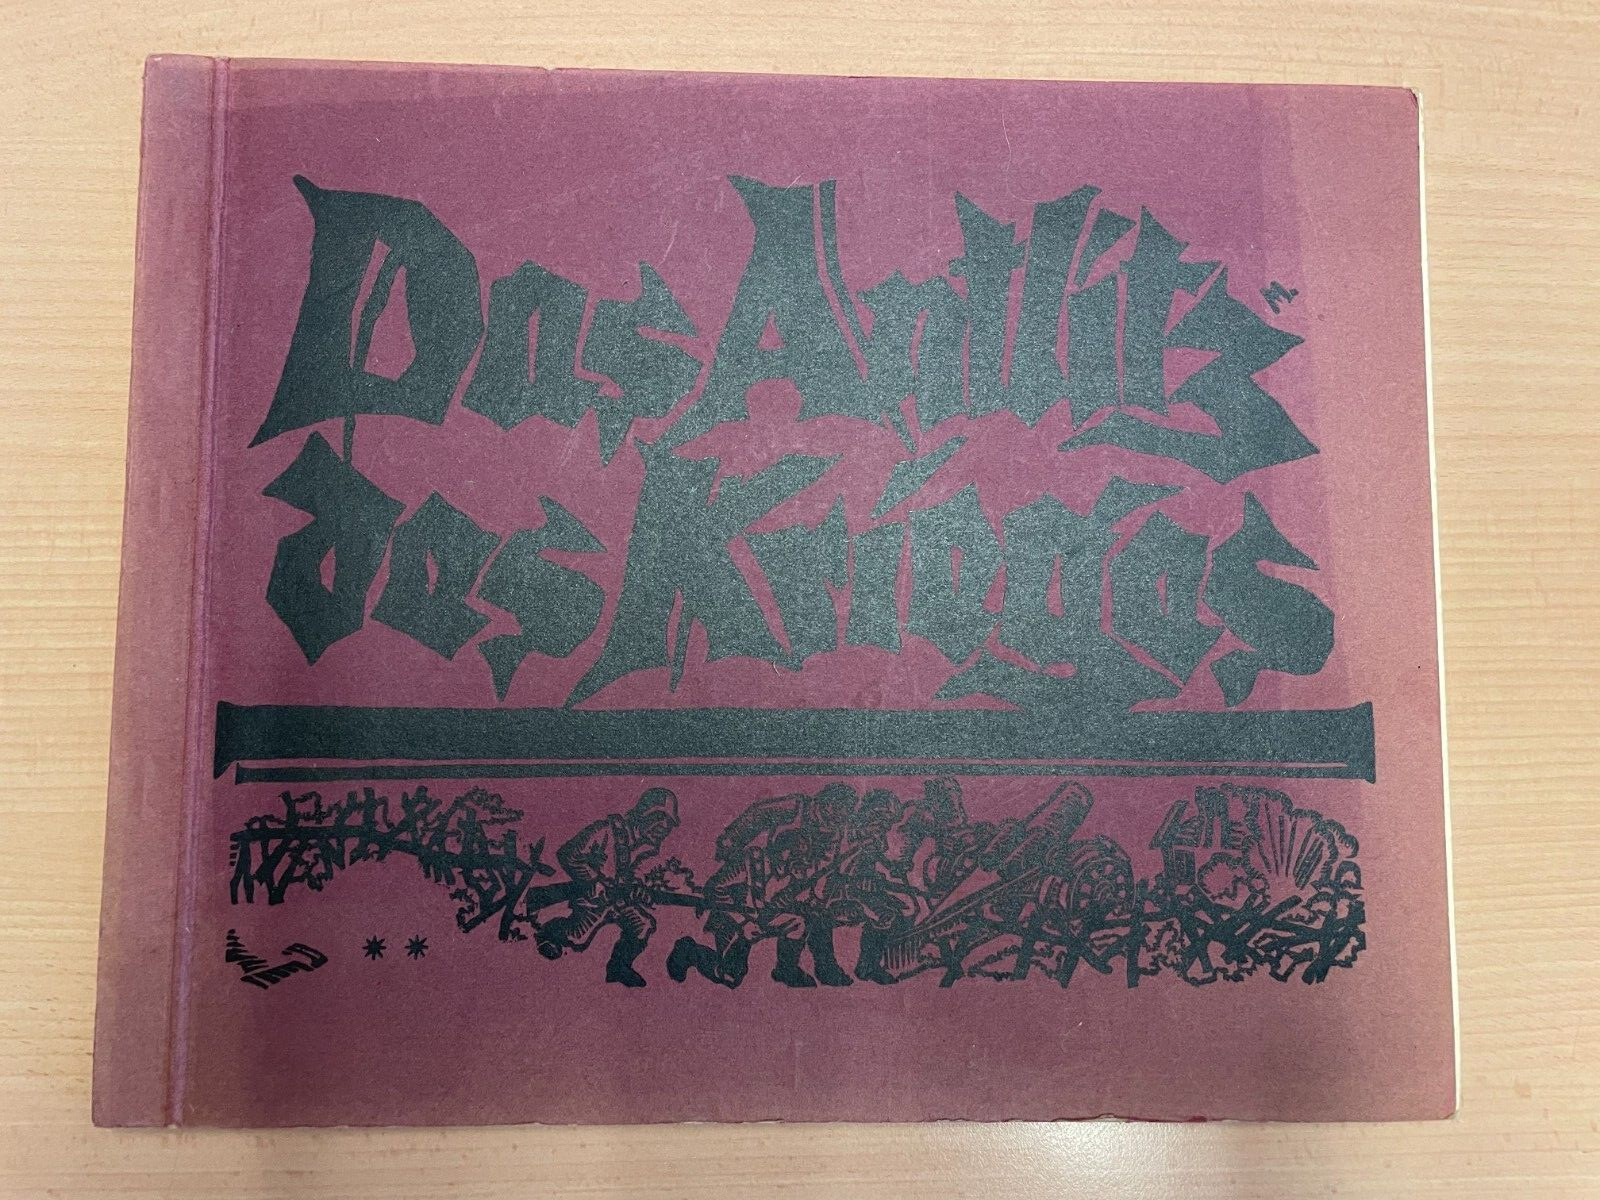 Das Antlitz
M.
des Krieges
**